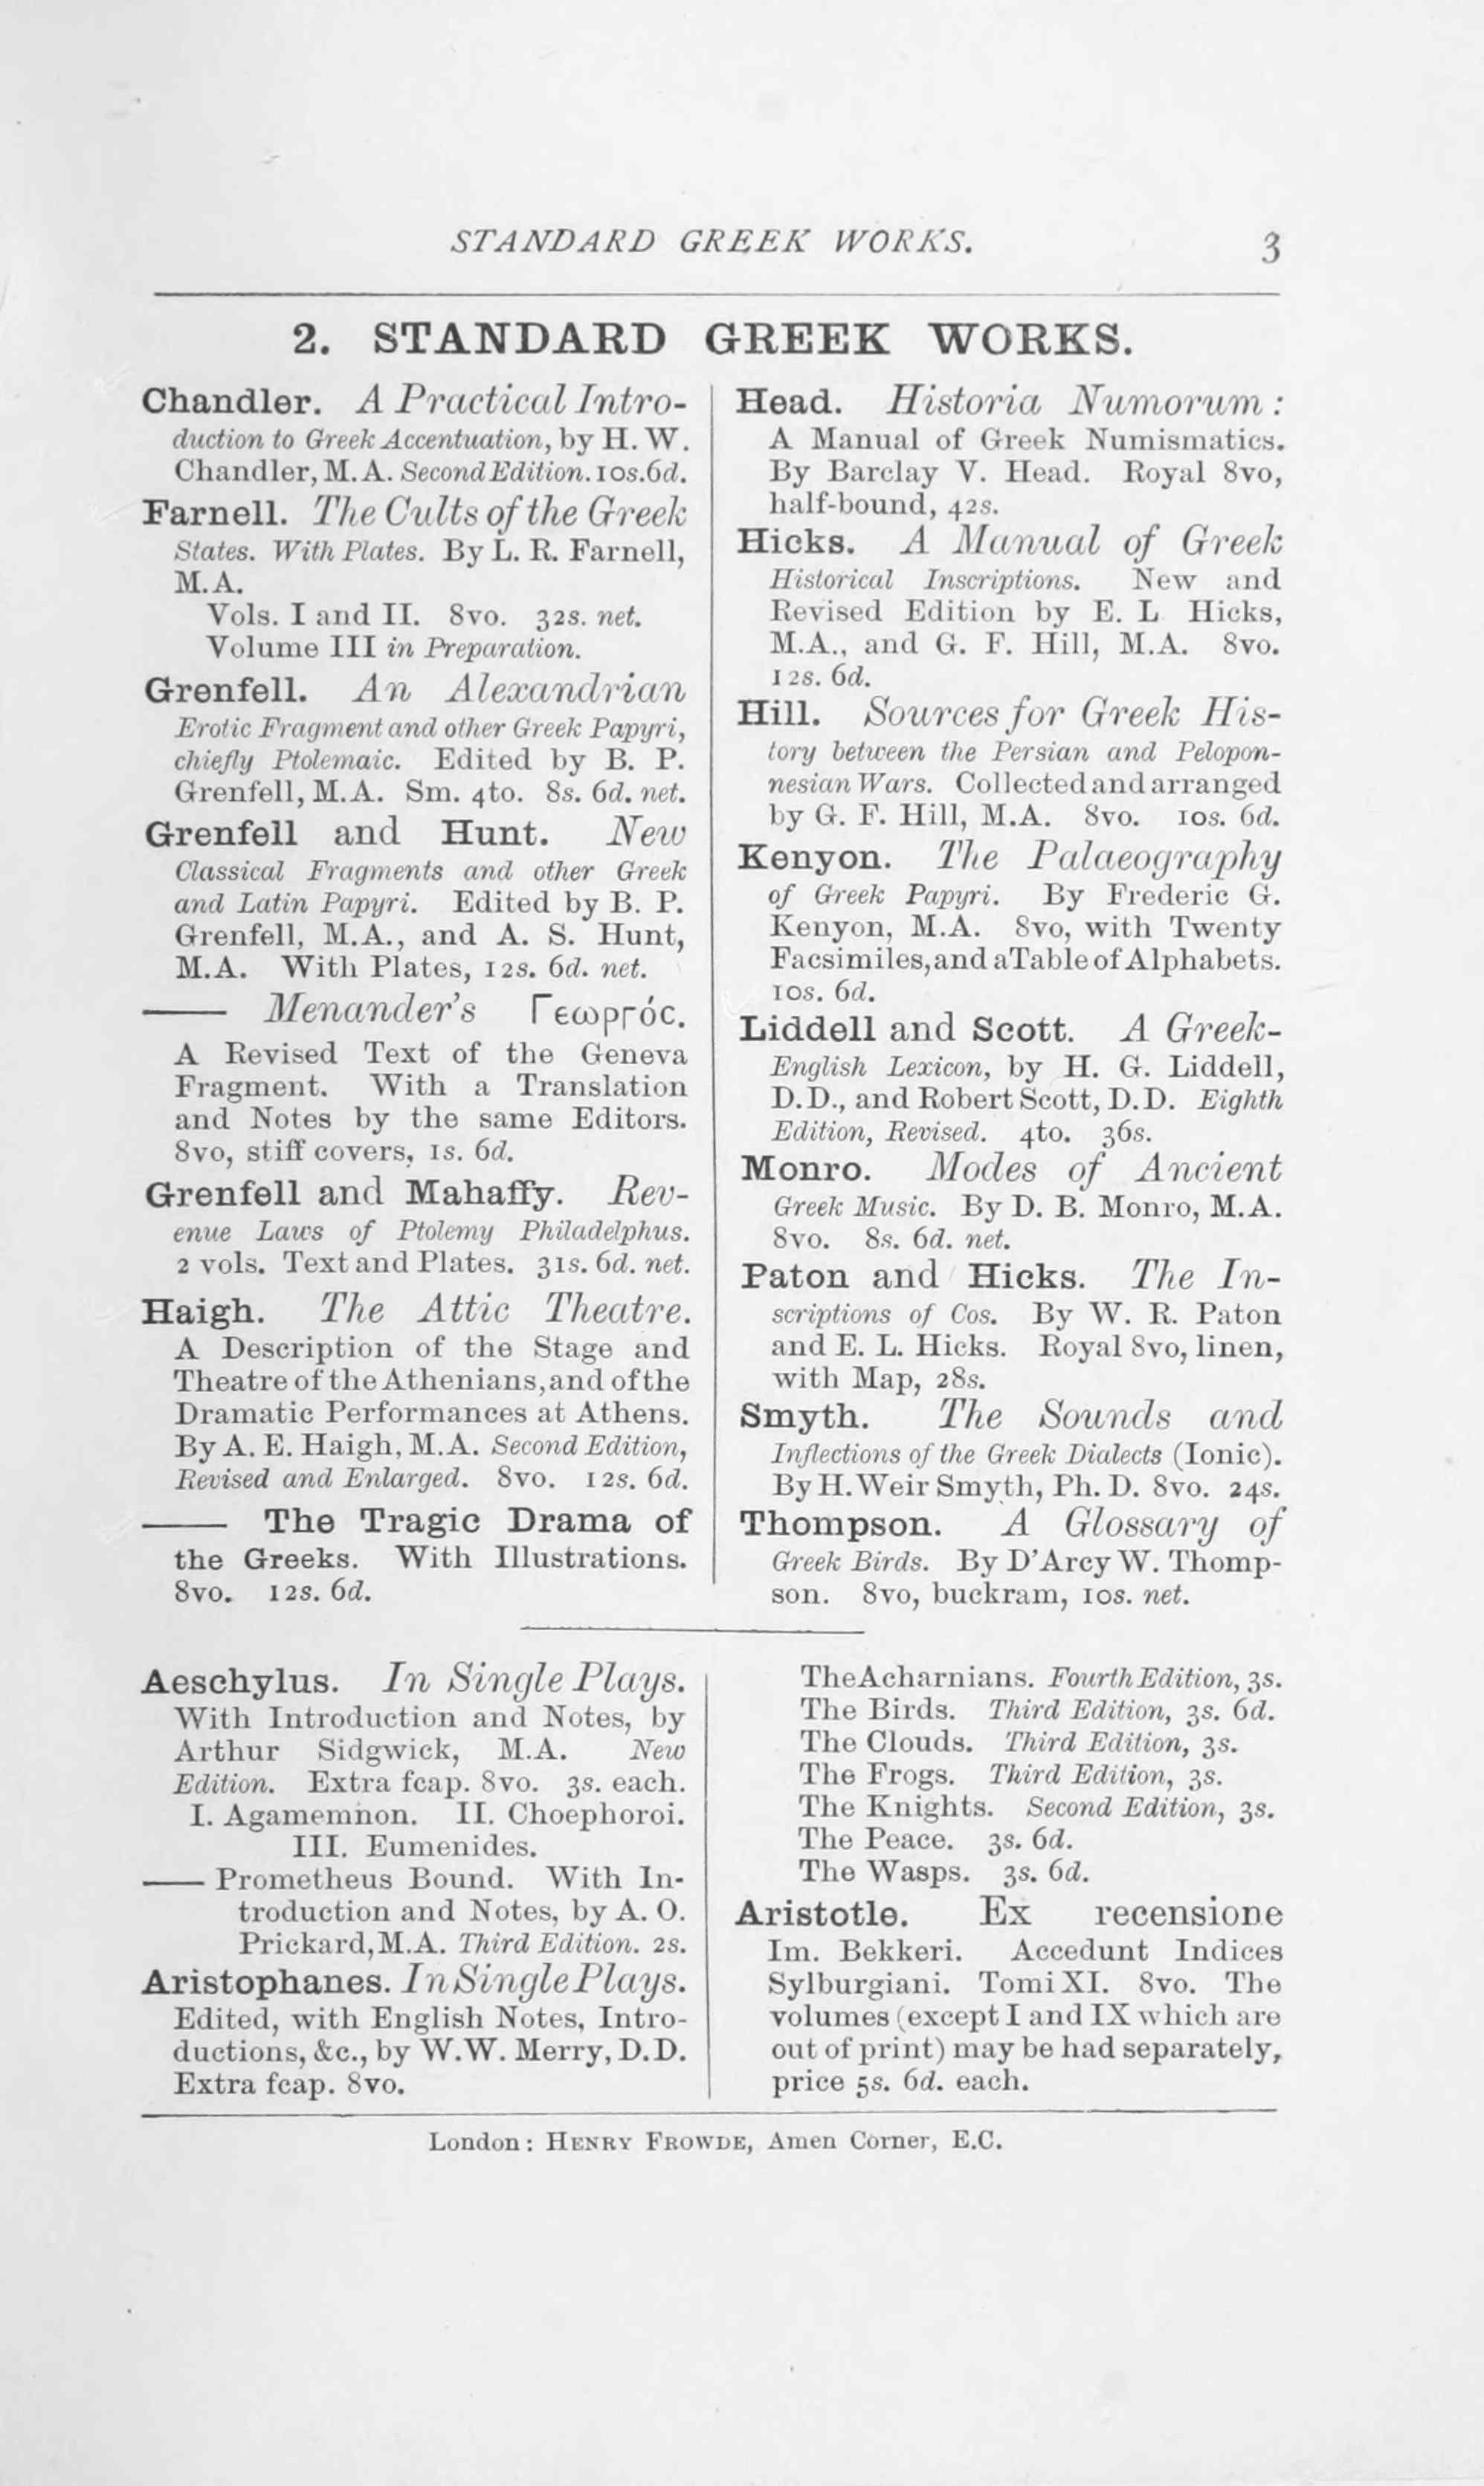 STANDARD GREEK WORKS. 3
2. STANDARD GREEK WORKS.
Chandler. A Practical Intro-
duction to Greek Accentuation, by H. W.
Chandler, M.A. Second Edition. 10s. 6d.
Farnell. The Cults of the Greek
States. With Plates. By L. R. Farnell,
M.A.
Vols. I and II. 8vo. 32s. net.
Volume III in Preparation.
Grenfell. An Alexandrian
Erotic Fragment and other Greek Papyri,
chiefly Ptolemaic. Edited by B. P.
Grenfell, M.A. Sm. 4to. 8s. 6d. net.
Grenfell and Hunt. New
Classical Fragments and other Greek
and Latin Papyri. Edited by B. P.
Grenfell, M.A., and A. S. Hunt,
M.A. With Plates, 12s. 6d. net.
—— Menander's Γεωργός.
A Revised Text of the Geneva
Fragment. With a Translation
and Notes by the same Editors.
8vo, stiff covers, 1s. 6d.
Grenfell and Mahaffy. Rev-
enue Laws of Ptolemy Philadelphus.
2 vols. Text and Plates. 31s. 6d. net.
Haigh. The Attic Theatre.
A Description of the Stage and
Theatre of the Athenians, and of the
Dramatic Performances at Athens.
By A. E. Haigh, M.A. Second Edition,
Revised and Enlarged. 8vo. 12s. 6d.
—— The Tragic Drama of
the Greeks. With Illustrations.
8vo. 12s. 6d.
Head. Historia Numorum:
A Manual of Greek Numismatics.
By Barclay V. Head. Royal 8vo,
half-bound, 42s.
Hicks. A Manual of Greek
Historical Inscriptions. New and
Revised Edition by E. L Hicks,
M.A., and G. F. Hill, M.A. 8vo.
12s. 6d.
Hill. Sources for Greek His-
tory between the Persian and Pelopon-
nesian Wars. Collected and arranged
by G. F. Hill, M.A. 8vo. 10s. 6d.
Kenyon. The Palaeography
of Greek Papyri. By Frederic G.
Kenyon, M.A. 8vo, with Twenty
Facsimiles, and a Table of Alphabets.
10s. 6d.
Liddell and Scott. A Greek-
English Lexicon, by H. G. Liddell,
D.D., and Robert Scott, D.D. Eighth
Edition, Revised. 4to. 36s.
Monro. Modes of Ancient
Greek Music. By D. B. Monro, M.A.
8vo. 8s. 6d. net.
Paton and Hicks. The In-
scriptions of Cos. By W. R. Paton
and E. L. Hicks. Royal 8vo, linen,
with Map, 28s.
Smyth. The Sounds and
Inflections of the Greek Dialects (Ionic).
By H. Weir Smyth, Ph. D. 8vo. 24s.
Thompson. A Glossary of
Greek Birds. By D'Arcy W. Thomp-
son. 8vo, buckram, 10s. net.
Aeschylus. In Single Plays.
With Introduction and Notes, by
Arthur Sidgwick, M.A. New
Edition. Extra fcap. 8vo. 3s. each.
I. Agamemnon. II. Choephoroi.
III. Eumenides.
—— Prometheus Bound. With In-
troduction and Notes, by A. O.
Prickard, M.A. Third Edition. 2s.
Aristophanes. In Single Plays.
Edited, with English Notes, Intro-
ductions, &c., by W. W. Merry, D.D.
Extra fcap. 8vo.
The Acharnians. Fourth Edition, 3s.
The Birds. Third Edition, 3s. 6d.
The Clouds. Third Edition, 3s.
The Frogs. Third Edition, 3s.
The Knights. Second Edition, 3s.
The Peace. 3s. 6d.
The Wasps. 3s. 6d.
Aristotle. Ex recensione
Im. Bekkeri. Accedunt Indices
Sylburgiani. Tomi XI. 8vo. The
volumes (except I and IX which are
out of print) may be had separately,
price 5s. 6d. each.
London: HENRY FROWDE, Amen Corner, E.C.